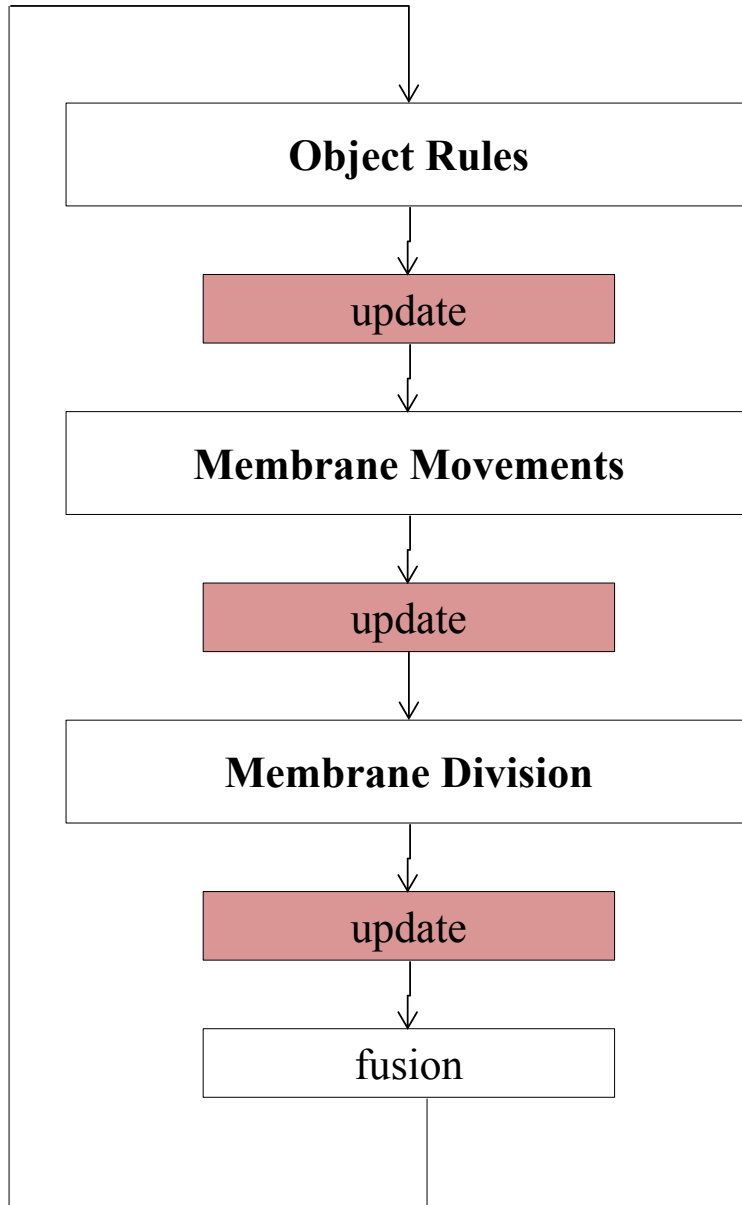 Object Rules
update
Membrane Movements
update
Membrane Division
update
fusion